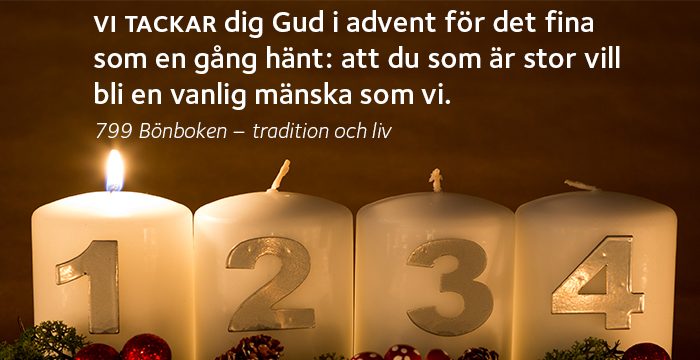 VI TACKAR dig Gud i advent för det fina
som en gång hänt: att du som är stor vill
bli en vanlig mänska som vi.
799 Bönboken – tradition och liv
1 2 3 4